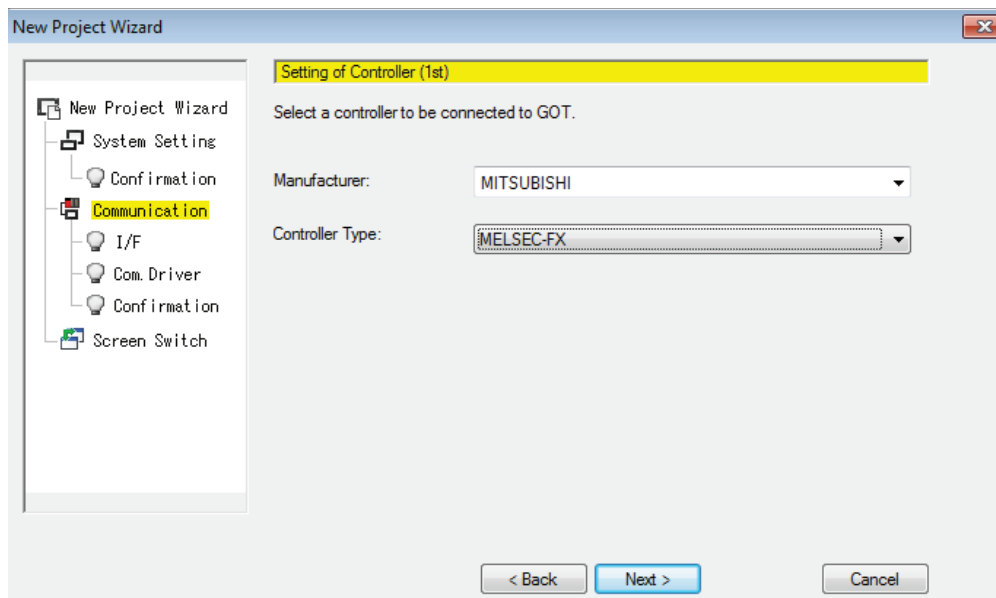 New Project Wizard
New Project Wizard
System Setting
Confirmation
Communication
I/F
Com.Driver
Confirmation
Screen Switch
Setting of Controller (1st)
Select a controller to be connected to GOT.
Manufacturer:
MITSUBISHI
Controller Type:
MELSEC-FX
< Back
Next >
Cancel